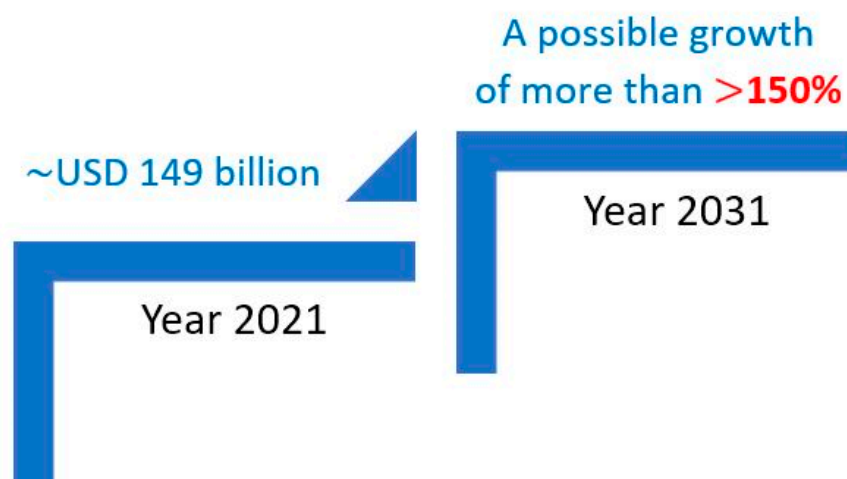 A possible growth
of more than >150%
~USD 149 billion
Year 2031
Year 2021